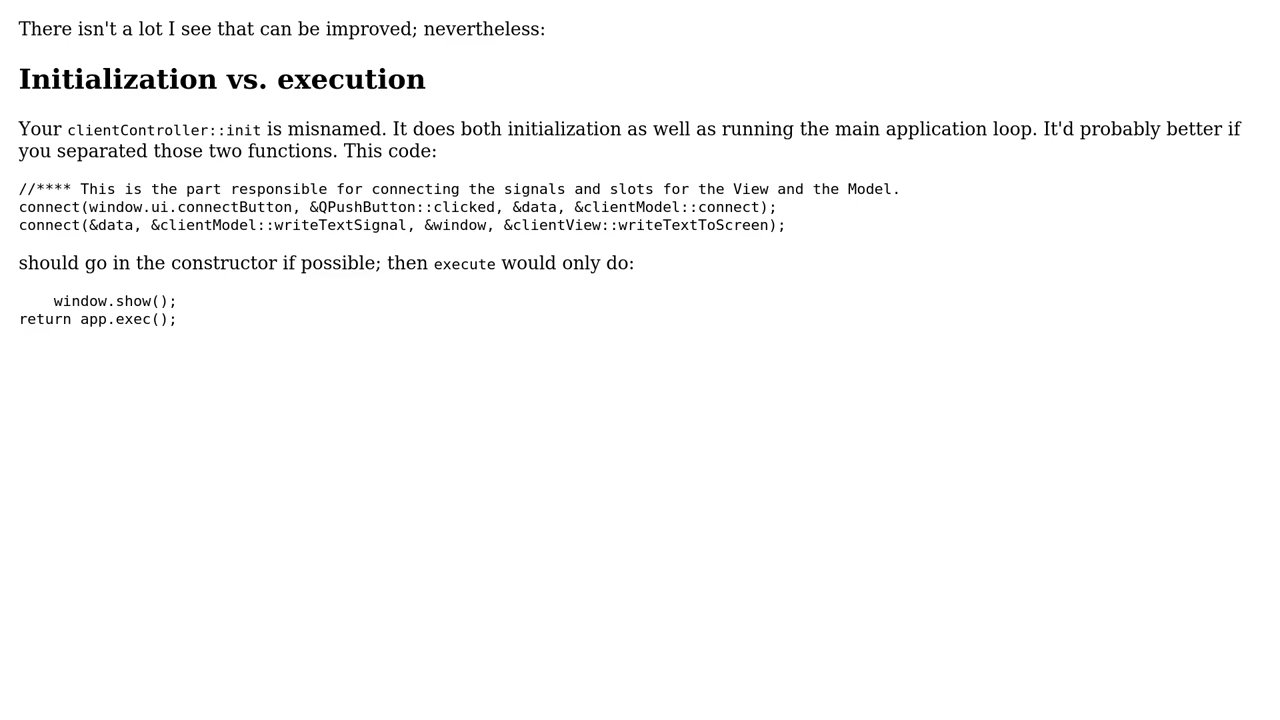 There isn't a lot I see that can be improved; nevertheless:
Initialization vs. execution
Your clientController::init is misnamed. It does both initialization as well as running the main application loop. It'd probably better if
you separated those two functions. This code:
//**** This is the part responsible for connecting the signals and slots for the View and the Model.
connect(window.ui.connectButton, &QPushButton::clicked, &data, &clientModel::connect);
connect(&data, &clientModel::writeTextSignal, &window, &clientView::writeTextToScreen);
should go in the constructor if possible; then execute would only do:
    window.show();
return app.exec();